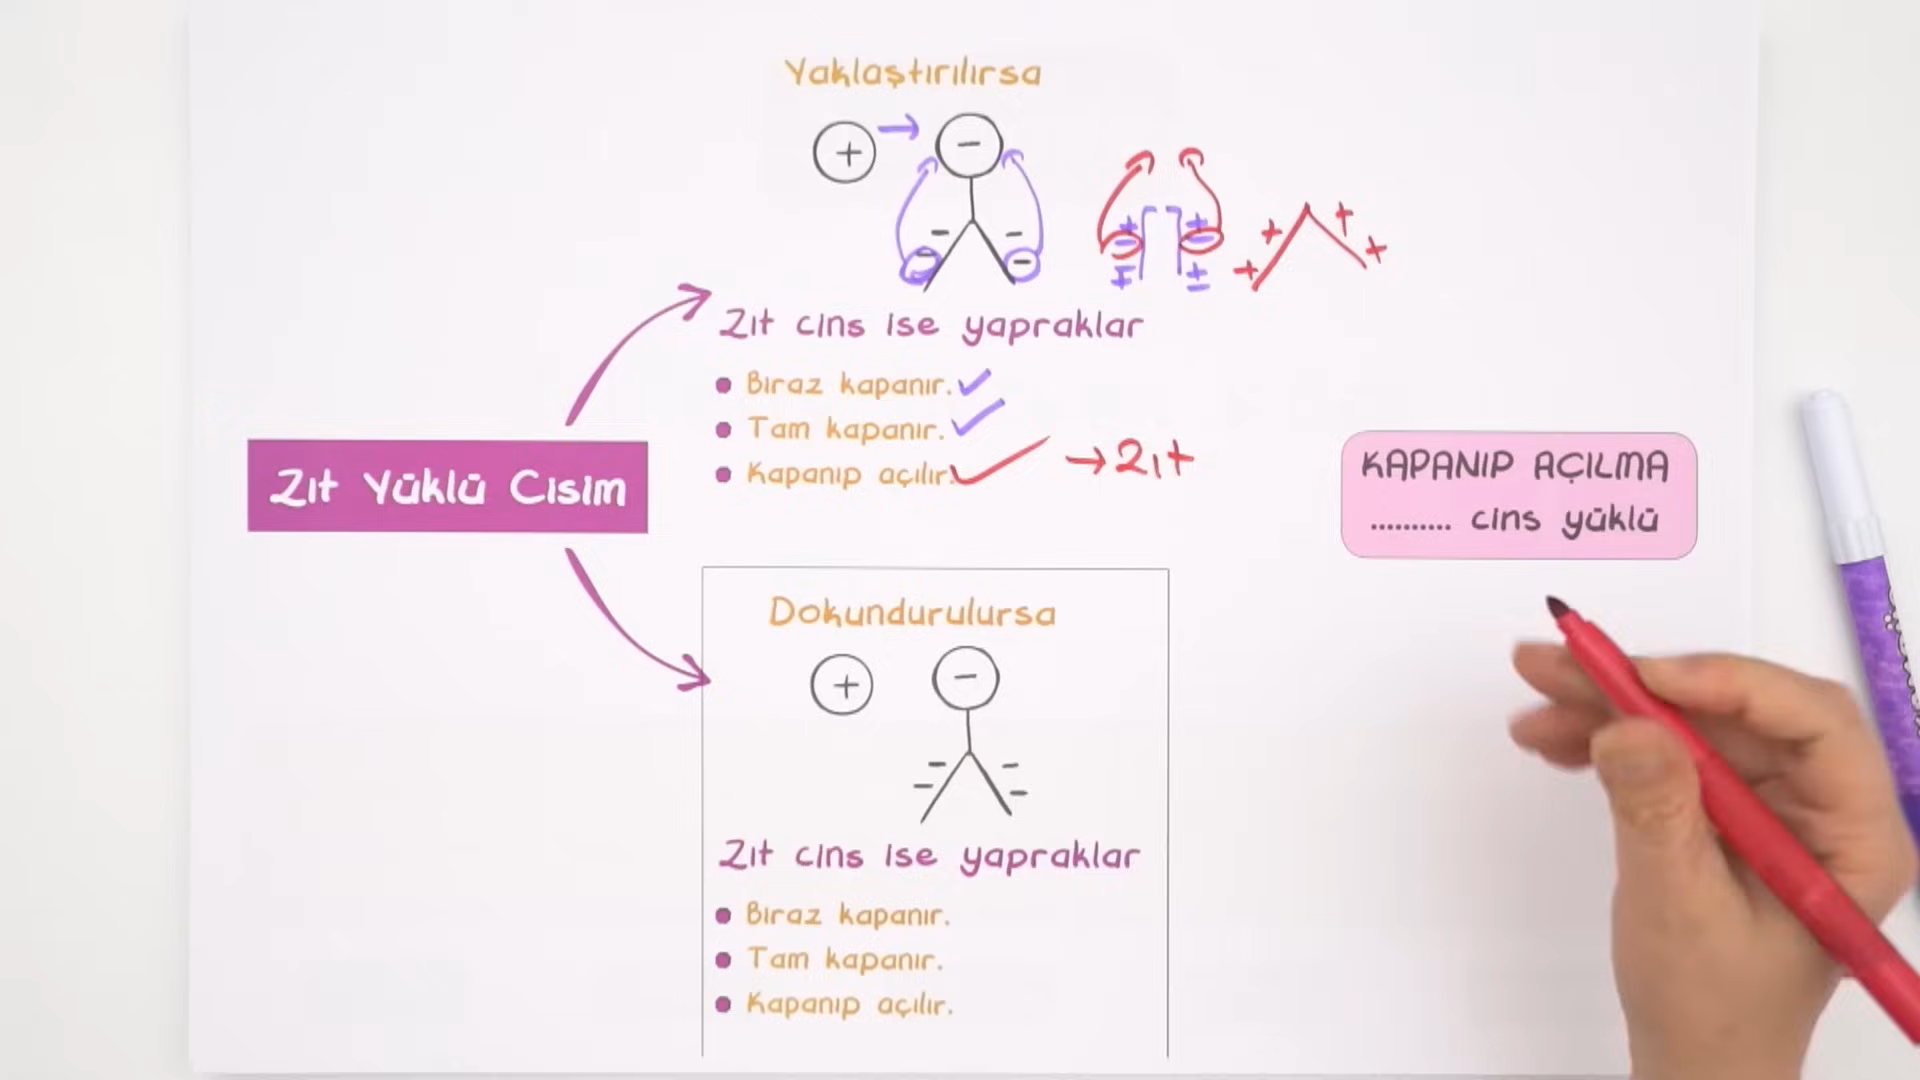 Yaklaştırılırsa
+ → -
- -
- -
+ +
- -
+ +
- -
+ +
+ +
Zıt cins ise yapraklar
• Biraz kapanır. ✓
• Tam kapanır. ✓
• Kapanıp açılır. ✓ → Zıt
Zıt Yüklü Cisim
KAPANIP AÇILMA
.......... cins yüklü
Dokundurulursa
+ -
- -
- -
Zıt cins ise yapraklar
• Biraz kapanır.
• Tam kapanır.
• Kapanıp açılır.